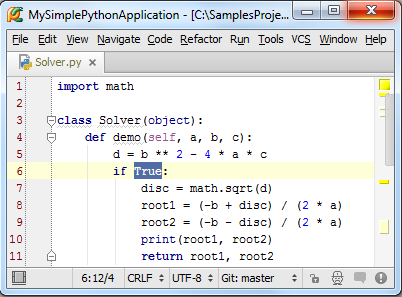 MySimplePythonApplication - [C:\SamplesProje...
File Edit View Navigate Code Refactor Run Tools VCS Window Help
Solver.py
1 import math
2
3 class Solver(object):
4 def demo(self, a, b, c):
5 d = b ** 2 - 4 * a * c
6 if True:
7 disc = math.sqrt(d)
8 root1 = (-b + disc) / (2 * a)
9 root2 = (-b - disc) / (2 * a)
10 print(root1, root2)
11 return root1, root2
6:12/4 CRLF UTF-8 Git: master